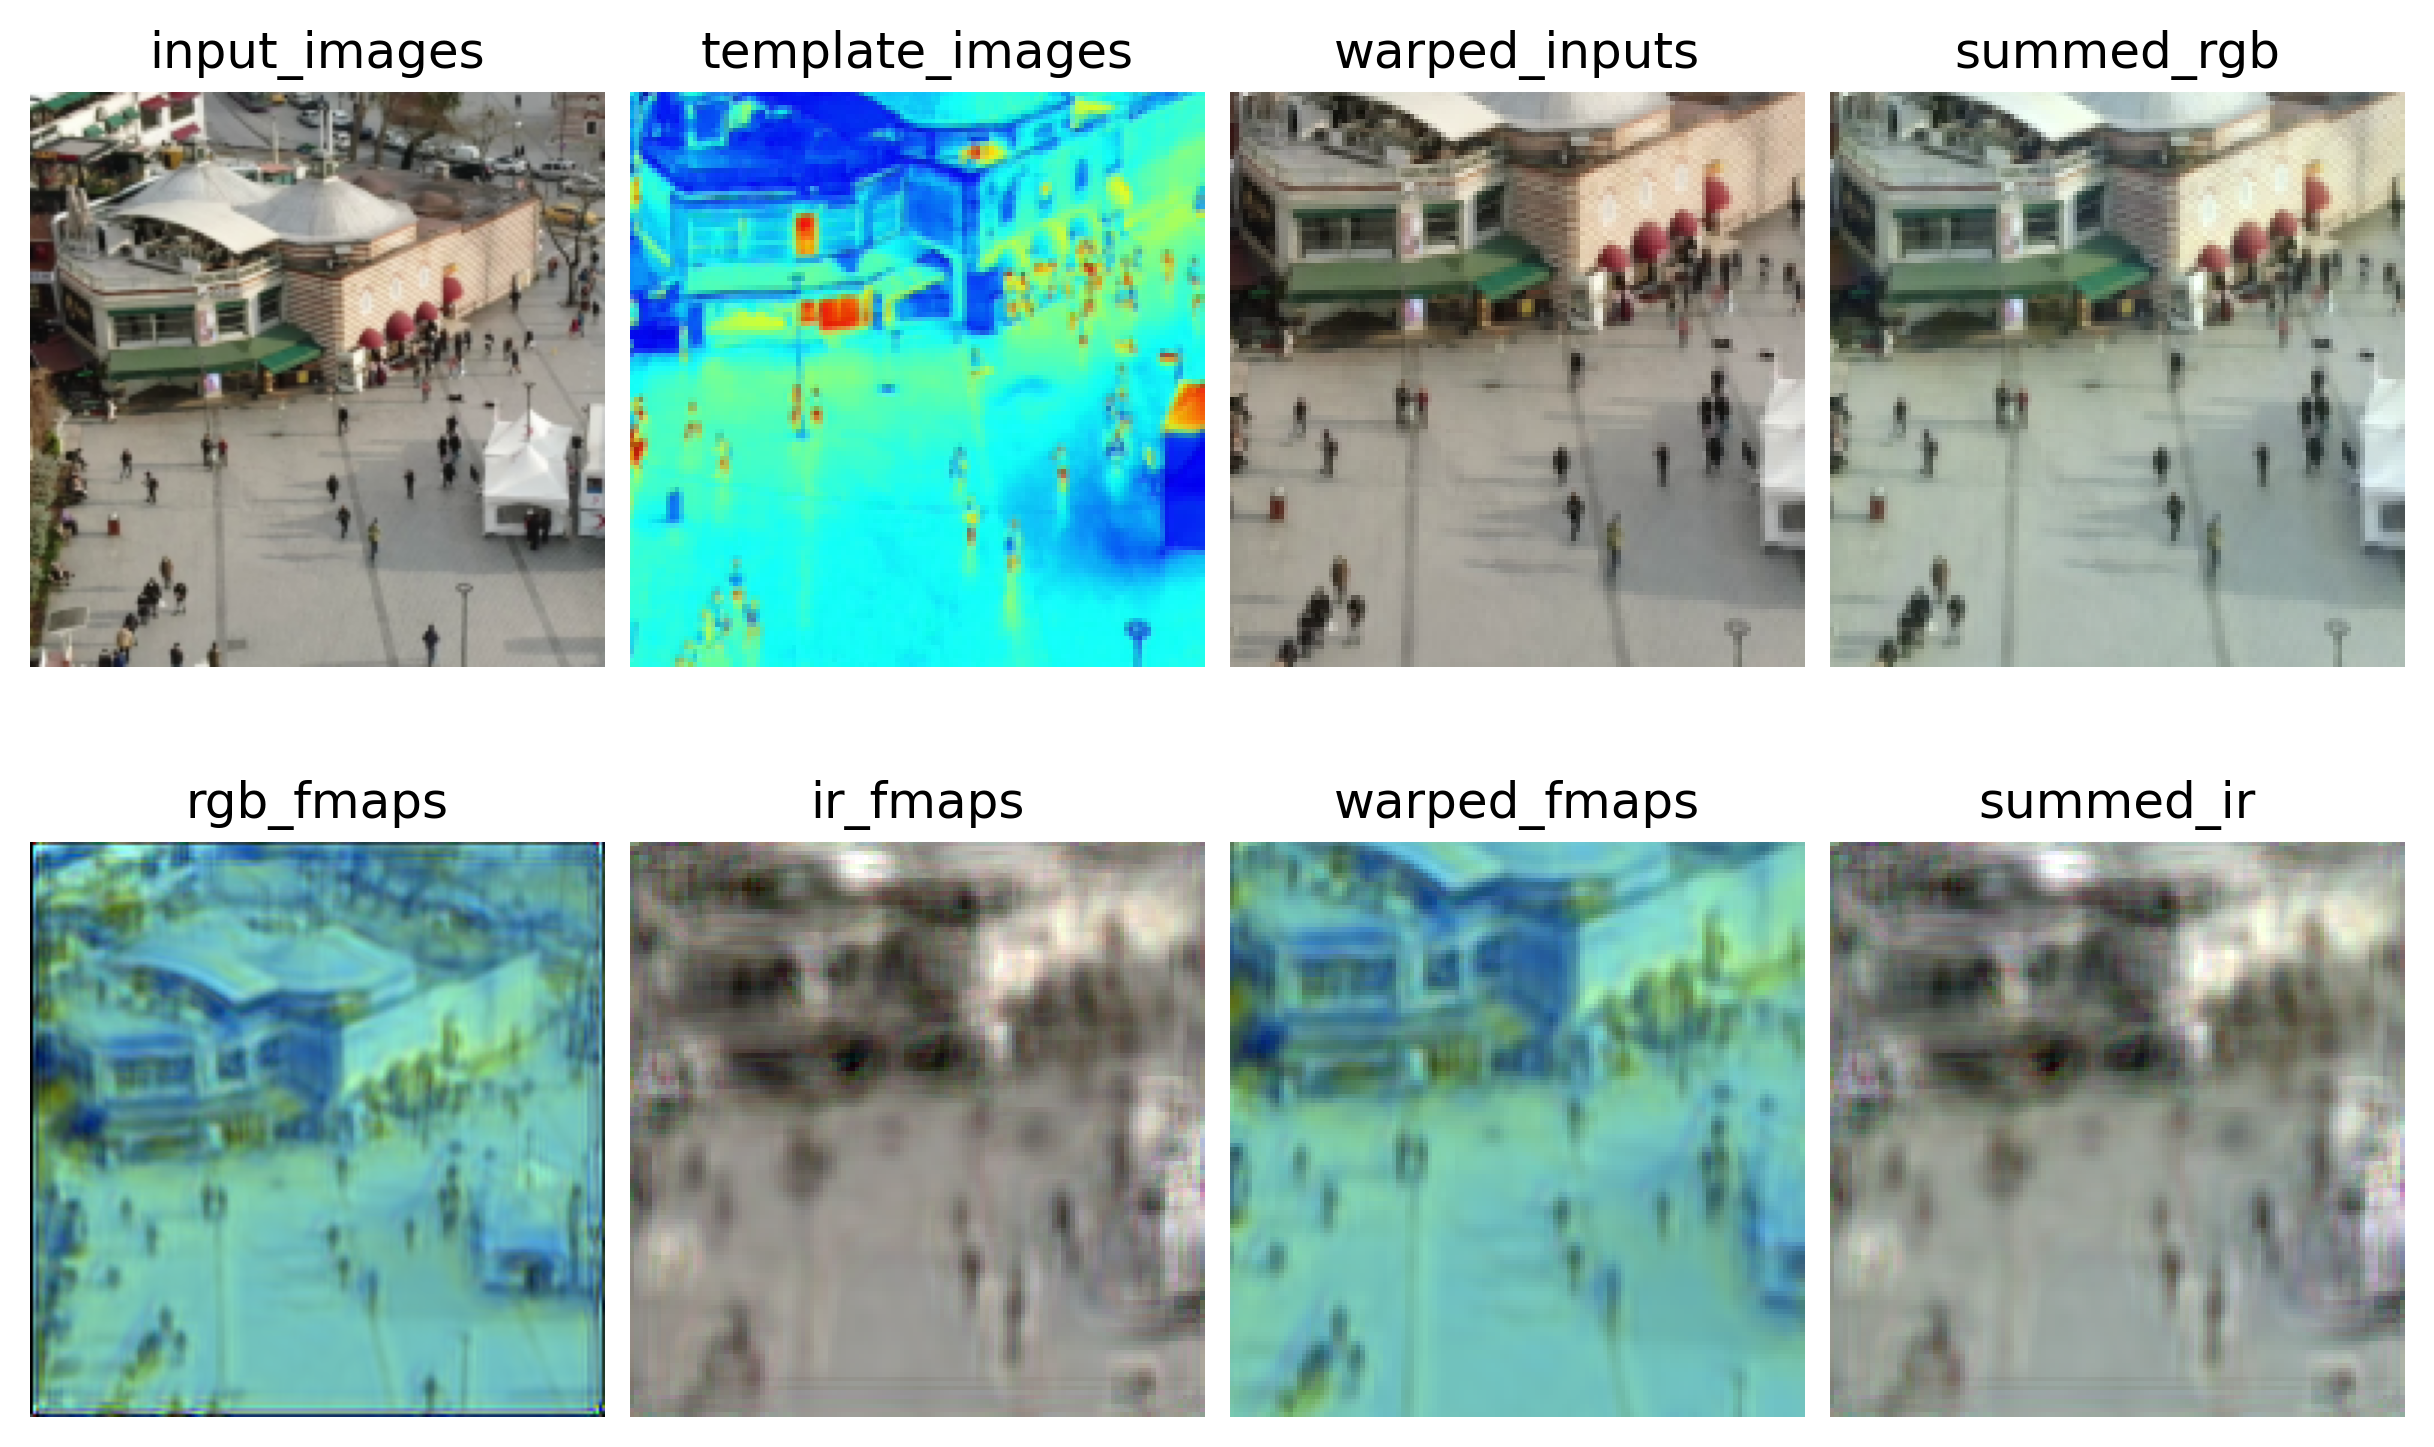 input_images
template_images
warped_inputs
summed_rgb
rgb_fmaps
ir_fmaps
warped_fmaps
summed_ir